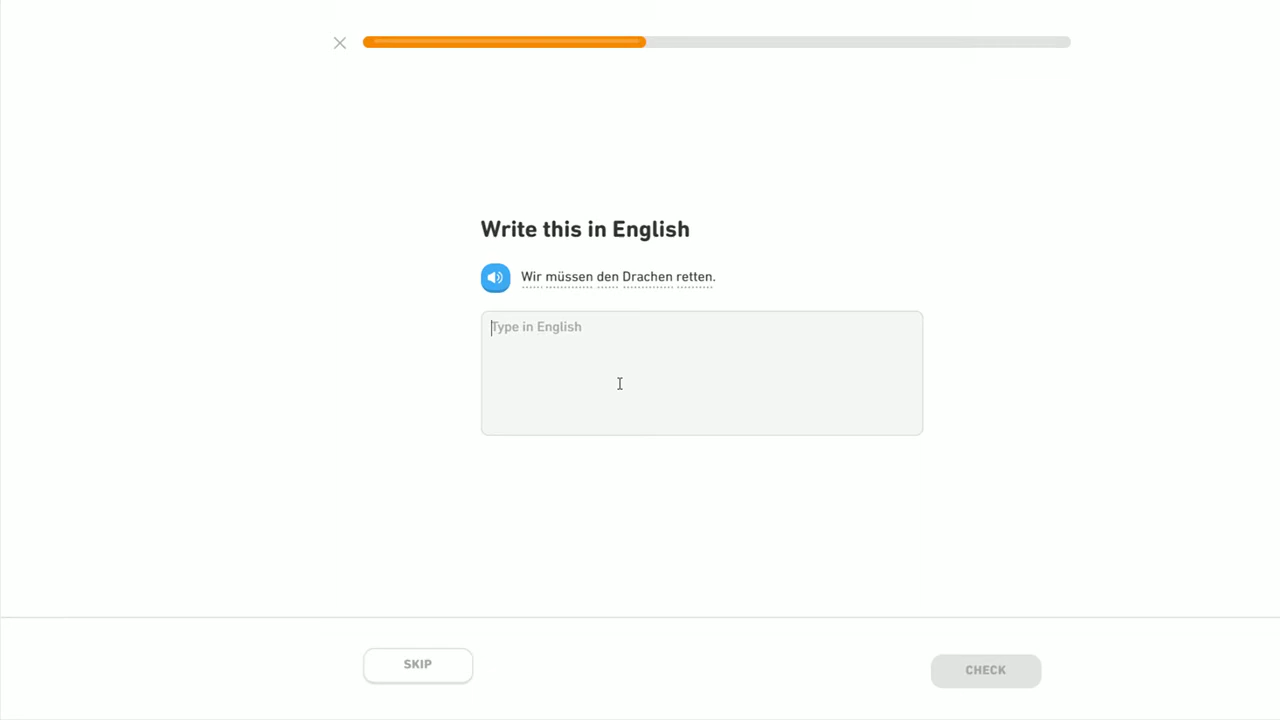 Write this in English
Wir müssen den Drachen retten.
Type in English
SKIP
CHECK